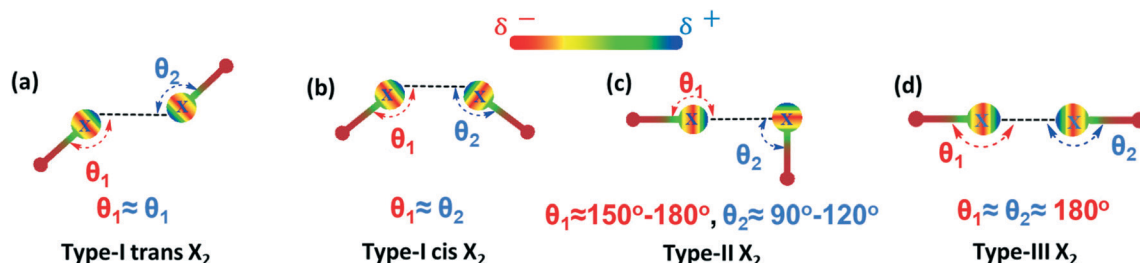 δ⁻ δ⁺
(a) θ₂
X X
θ₁
θ₁≈ θ₁
Type-I trans X₂
(b)
X X
θ₁ θ₂
θ₁≈ θ₂
Type-I cis X₂
(c) θ₁
X X
θ₂
θ₁≈150°-180°, θ₂≈ 90°-120°
Type-II X₂
(d)
X X
θ₁ θ₂
θ₁≈ θ₂≈ 180°
Type-III X₂